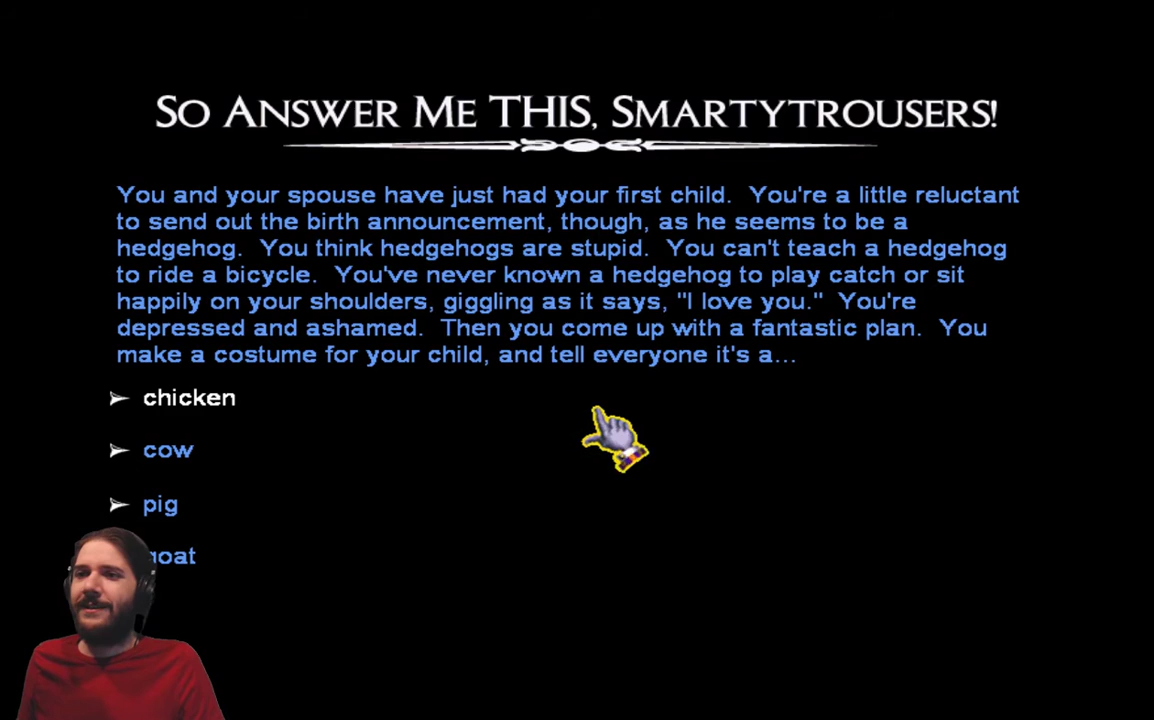 So Answer Me THIS, Smartytrousers!
You and your spouse have just had your first child. You're a little reluctant
to send out the birth announcement, though, as he seems to be a
hedgehog. You think hedgehogs are stupid. You can't teach a hedgehog
to ride a bicycle. You've never known a hedgehog to play catch or sit
happily on your shoulders, giggling as it says, "I love you." You're
depressed and ashamed. Then you come up with a fantastic plan. You
make a costume for your child, and tell everyone it's a...
chicken
cow
pig
goat